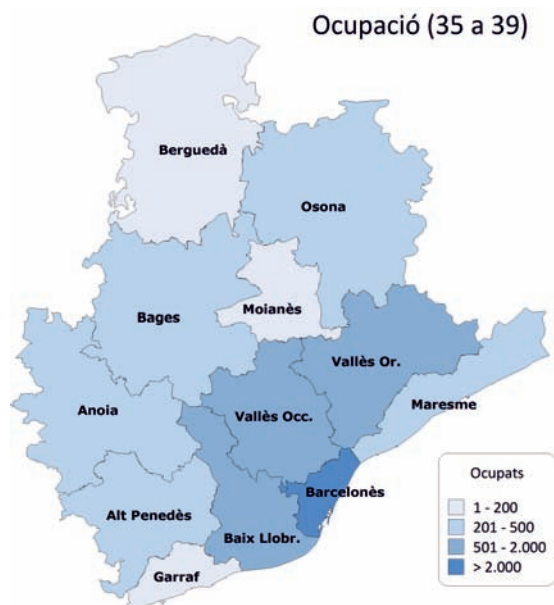 Ocupació (35 a 39)
Berguedà
Osona
Bages
Moianès
Vallès Or.
Anoia
Vallès Occ.
Maresme
Alt Penedès
Barcelonès
Baix Llobr.
Garraf
Ocupats
1 - 200
201 - 500
501 - 2.000
> 2.000